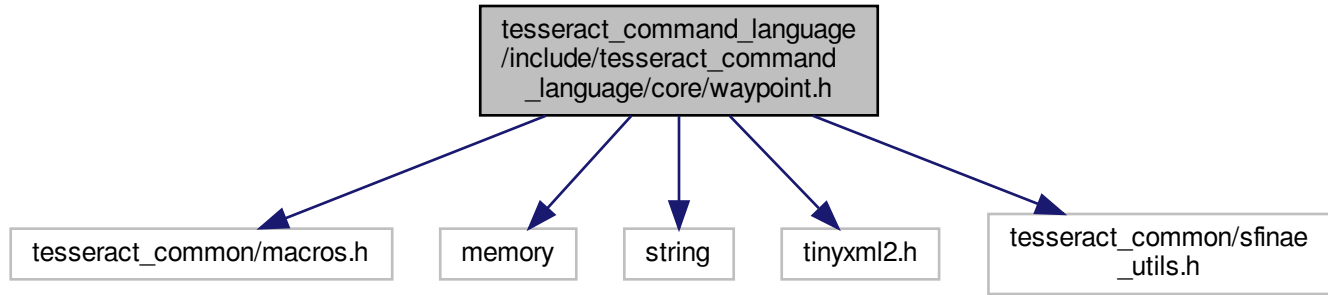 tesseract_command_language
/include/tesseract_command
_language/core/waypoint.h
tesseract_common/macros.h
memory
string
tinyxml2.h
tesseract_common/sfinae
_utils.h